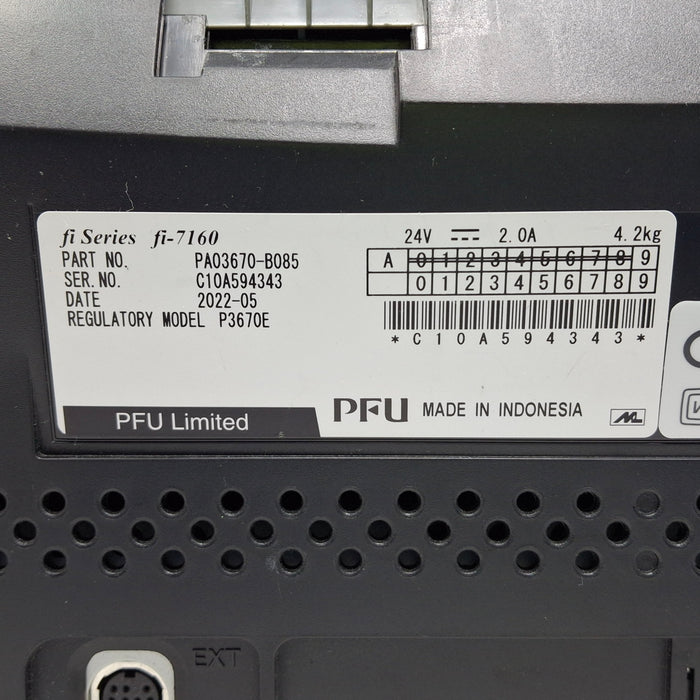 fi Series fi-7160 24V ⎓ 2.0A 4.2kg
PART NO. PA03670-B085
SER.NO. C10A594343
DATE 2022-05
REGULATORY MODEL P3670E
A 0 1 2 3 4 5 6 7 8 9
0 1 2 3 4 5 6 7 8 9
*C10A594343*
PFU Limited
PFU MADE IN INDONESIA
EXT